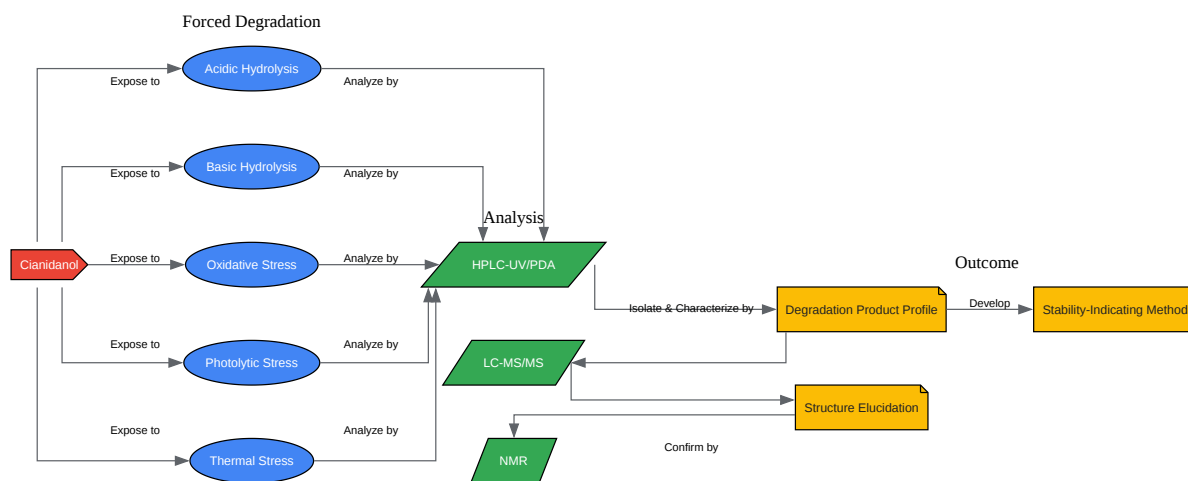 Forced Degradation
Acidic Hydrolysis
Expose to
Analyze by
Basic Hydrolysis
Expose to
Analyze by
Analysis
Cianidanol
Expose to
Oxidative Stress
Analyze by
HPLC-UV/PDA
Outcome
Isolate & Characterize by
Degradation Product Profile
Develop
Stability-Indicating Method
Expose to
Photolytic Stress
Analyze by
LC-MS/MS
Structure Elucidation
Expose to
Analyze by
Confirm by
Thermal Stress
NMR